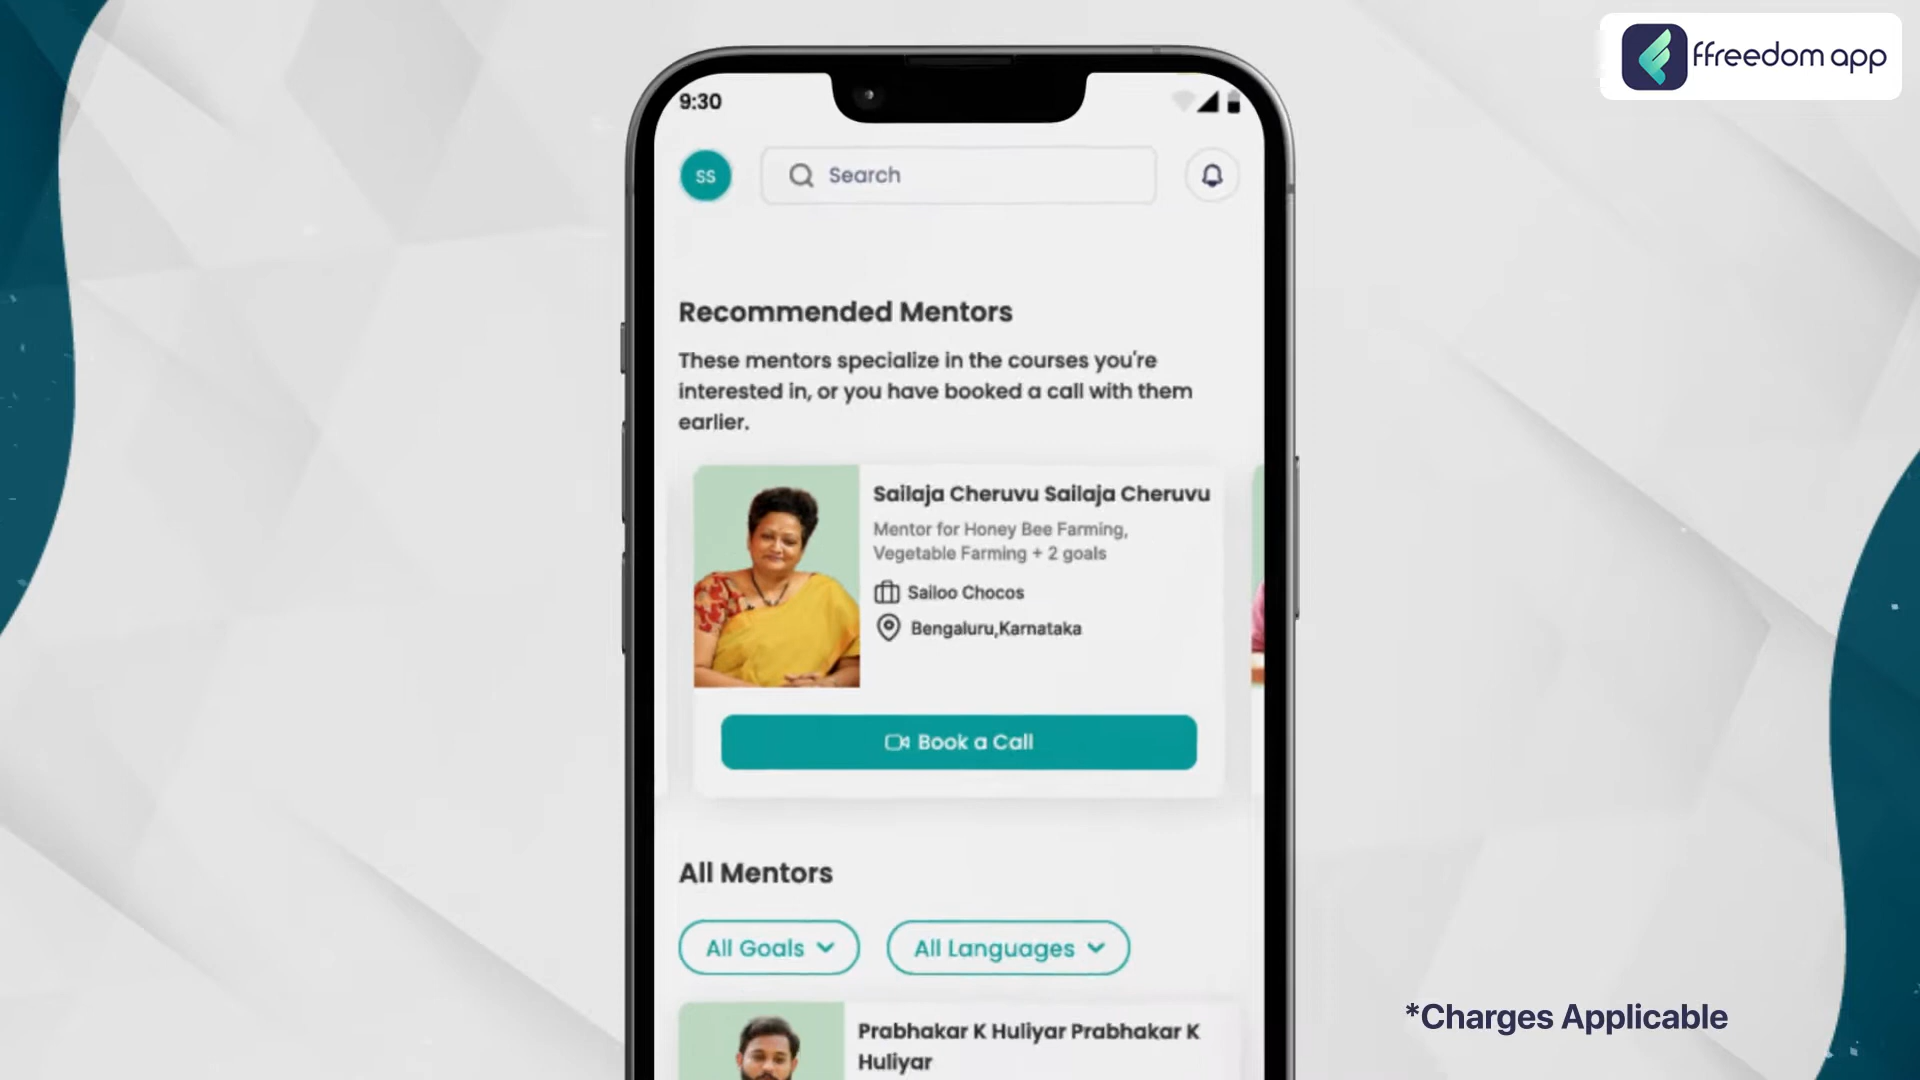 ffreedom app
9:30
SS
Search
Recommended Mentors
These mentors specialize in the courses you're
interested in, or you have booked a call with them
earlier.
Sailaja Cheruvu Sailaja Cheruvu
Mentor for Honey Bee Farming,
Vegetable Farming + 2 goals
Sailoo Chocos
Bengaluru,Karnataka
Book a Call
All Mentors
All Goals
All Languages
Prabhakar K Huliyar Prabhakar K
Huliyar
*Charges Applicable